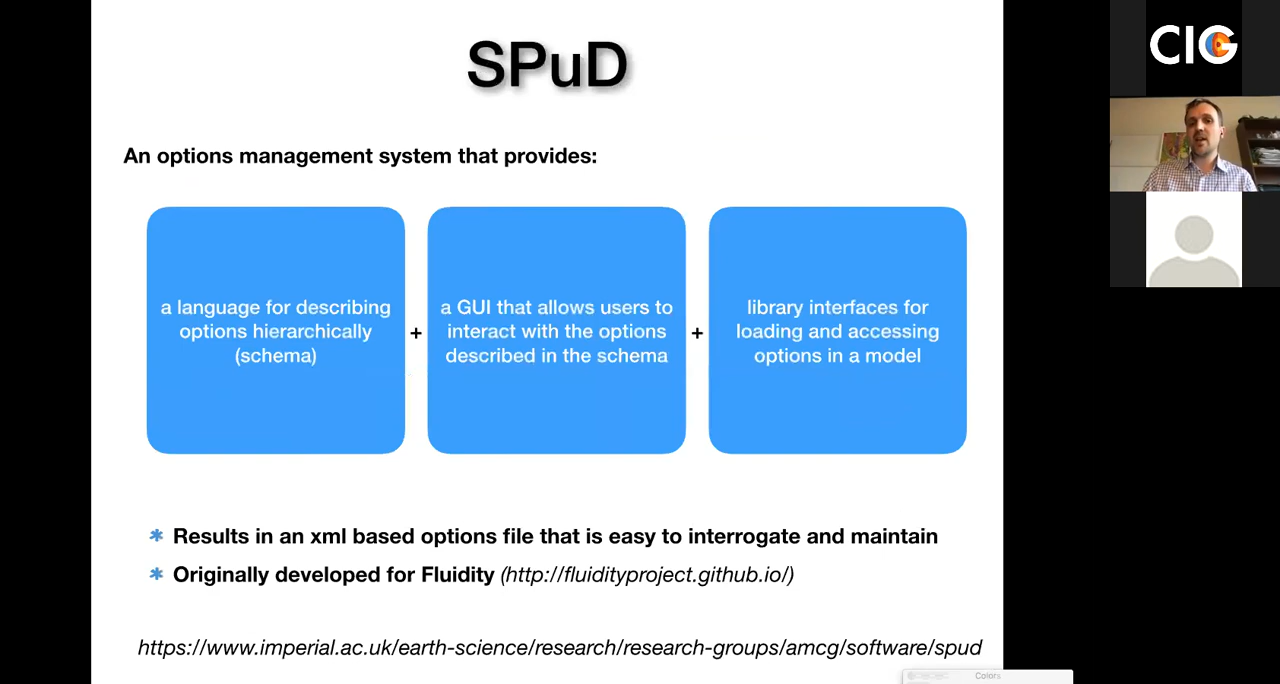 SPuD
CIG
An options management system that provides:
a language for describing
options hierarchically
(schema)
+
a GUI that allows users to
interact with the options
described in the schema
+
library interfaces for
loading and accessing
options in a model
* Results in an xml based options file that is easy to interrogate and maintain
* Originally developed for Fluidity (http://fluidityproject.github.io/)
https://www.imperial.ac.uk/earth-science/research/research-groups/amcg/software/spud
Colors